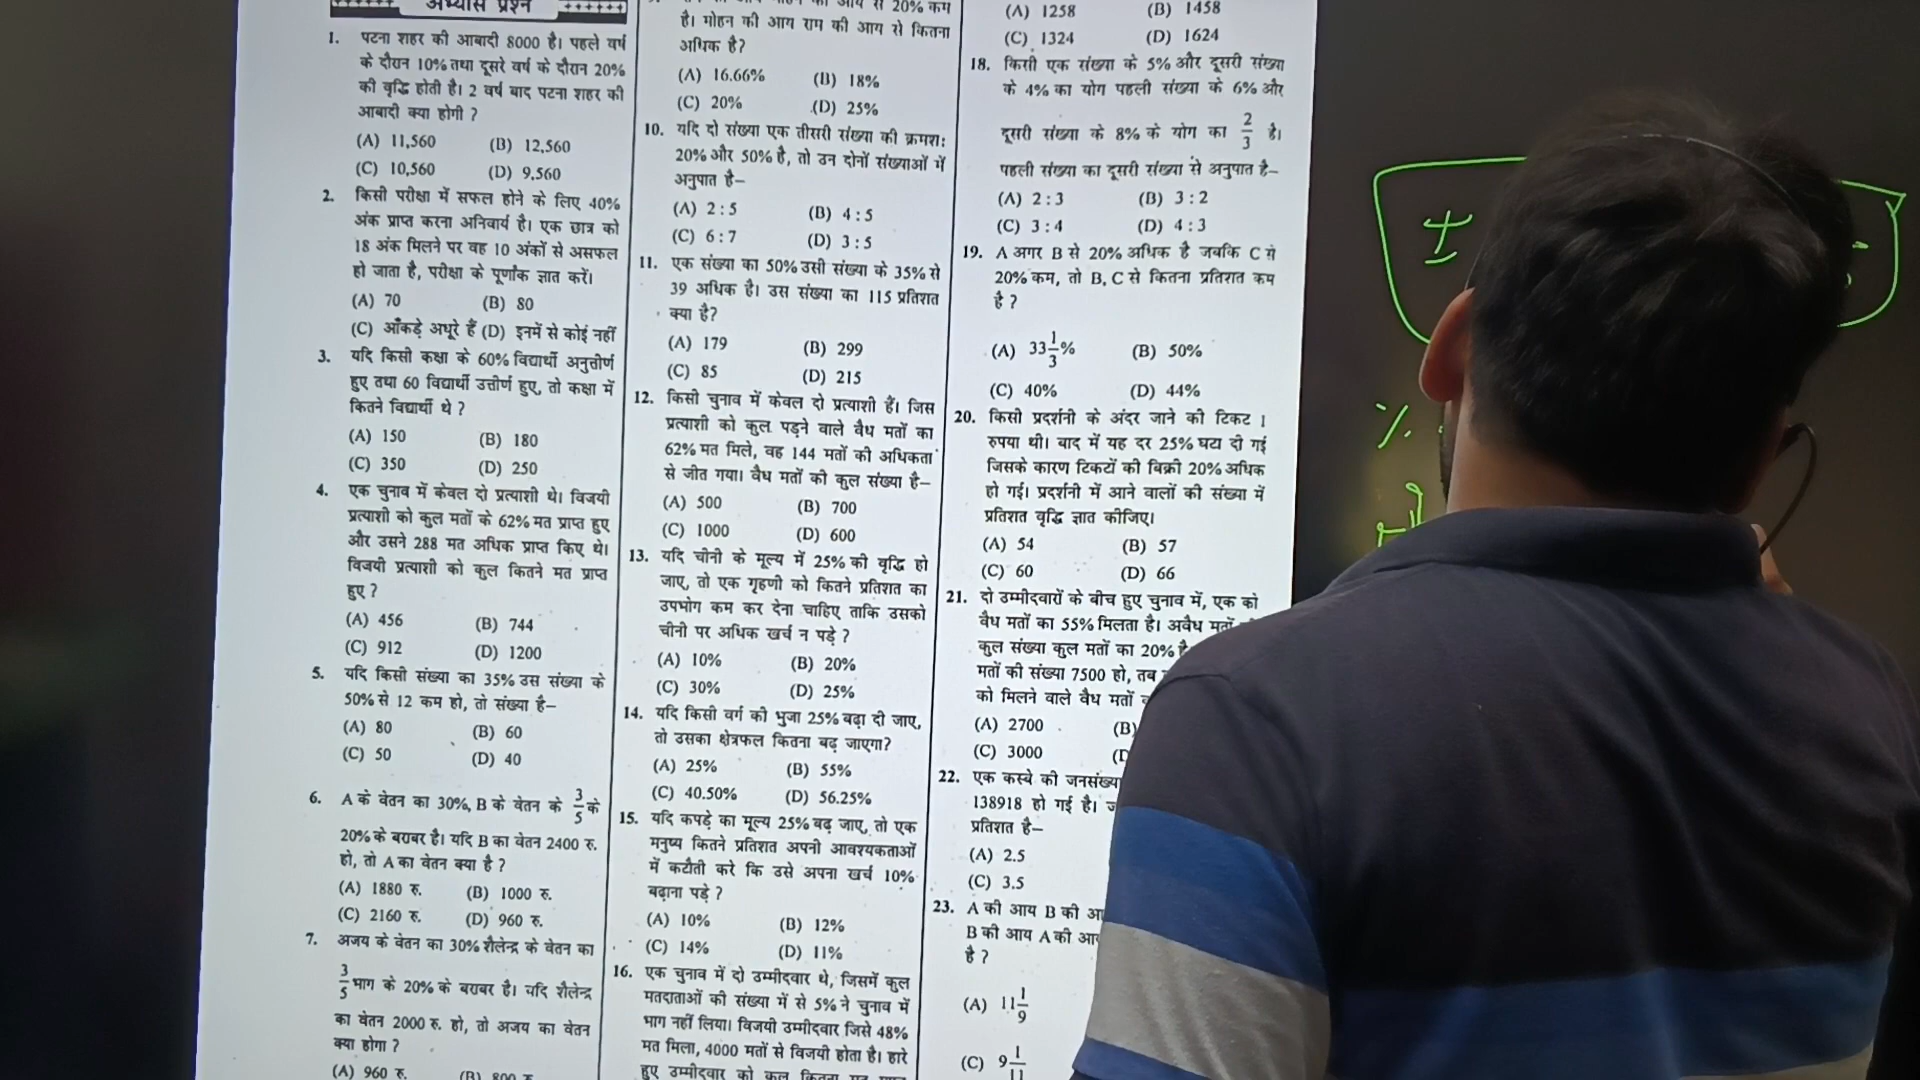 अभ्यास प्रश्न
1. पटना शहर की आबादी 8000 है। पहले वर्ष
के दौरान 10% तथा दूसरे वर्ष के दौरान 20%
की वृद्धि होती है। 2 वर्ष बाद पटना शहर की
आबादी क्या होगी ?
(A) 11,560 (B) 12,560
(C) 10,560 (D) 9,560
2. किसी परीक्षा में सफल होने के लिए 40%
अंक प्राप्त करना अनिवार्य है। एक छात्र को
18 अंक मिलने पर वह 10 अंकों से असफल
हो जाता है, परीक्षा के पूर्णांक ज्ञात करें।
(A) 70 (B) 80
(C) आँकड़े अधूरे हैं (D) इनमें से कोई नहीं
3. यदि किसी कक्षा के 60% विद्यार्थी अनुत्तीर्ण
हुए तथा 60 विद्यार्थी उत्तीर्ण हुए, तो कक्षा में
कितने विद्यार्थी थे ?
(A) 150 (B) 180
(C) 350 (D) 250
4. एक चुनाव में केवल दो प्रत्याशी थे। विजयी
प्रत्याशी को कुल मतों के 62% मत प्राप्त हुए
और उसने 288 मत अधिक प्राप्त किए थे।
विजयी प्रत्याशी को कुल कितने मत प्राप्त
हुए ?
(A) 456 (B) 744
(C) 912 (D) 1200
5. यदि किसी संख्या का 35% उस संख्या के
50% से 12 कम हो, तो संख्या है–
(A) 80 (B) 60
(C) 50 (D) 40
6. A के वेतन का 30%, B के वेतन के 3/5 के
20% के बराबर है। यदि B का वेतन 2400 रु.
हो, तो A का वेतन क्या है ?
(A) 1880 रु. (B) 1000 रु.
(C) 2160 रु. (D) 960 रु.
7. अजय के वेतन का 30% शैलेन्द्र के वेतन का
3/5 भाग के 20% के बराबर है। यदि शैलेन्द्र
का वेतन 2000 रु. हो, तो अजय का वेतन
क्या होगा ?
(A) 960 रु. (B) 800 रु.
आय से 20% कम
है। मोहन की आय राम की आय से कितना
अधिक है?
(A) 16.66% (B) 18%
(C) 20% (D) 25%
10. यदि दो संख्या एक तीसरी संख्या की क्रमश:
20% और 50% है, तो उन दोनों संख्याओं में
अनुपात है–
(A) 2 : 5 (B) 4 : 5
(C) 6 : 7 (D) 3 : 5
11. एक संख्या का 50% उसी संख्या के 35% से
39 अधिक है। उस संख्या का 115 प्रतिशत
क्या है?
(A) 179 (B) 299
(C) 85 (D) 215
12. किसी चुनाव में केवल दो प्रत्याशी हैं। जिस
प्रत्याशी को कुल पड़ने वाले वैध मतों का
62% मत मिले, वह 144 मतों की अधिकता
से जीत गया। वैध मतों की कुल संख्या है–
(A) 500 (B) 700
(C) 1000 (D) 600
13. यदि चीनी के मूल्य में 25% की वृद्धि हो
जाए, तो एक गृहणी को कितने प्रतिशत का
उपभोग कम कर देना चाहिए ताकि उसको
चीनी पर अधिक खर्च न पड़े ?
(A) 10% (B) 20%
(C) 30% (D) 25%
14. यदि किसी वर्ग की भुजा 25% बढ़ा दी जाए,
तो उसका क्षेत्रफल कितना बढ़ जाएगा?
(A) 25% (B) 55%
(C) 40.50% (D) 56.25%
15. यदि कपड़े का मूल्य 25% बढ़ जाए, तो एक
मनुष्य कितने प्रतिशत अपनी आवश्यकताओं
में कटौती करे कि उसे अपना खर्च 10%
बढ़ाना पड़े ?
(A) 10% (B) 12%
(C) 14% (D) 11%
16. एक चुनाव में दो उम्मीदवार थे, जिसमें कुल
मतदाताओं की संख्या में से 5% ने चुनाव में
भाग नहीं लिया। विजयी उम्मीदवार जिसे 48%
मत मिला, 4000 मतों से विजयी होता है। हारे
हुए उम्मीदवार को कुल
(A) 1258 (B) 1458
(C) 1324 (D) 1624
18. किसी एक संख्या के 5% और दूसरी संख्या
के 4% का योग पहली संख्या के 6% और
दूसरी संख्या के 8% के योग का 2/3 है।
पहली संख्या का दूसरी संख्या से अनुपात है–
(A) 2 : 3 (B) 3 : 2
(C) 3 : 4 (D) 4 : 3
19. A अगर B से 20% अधिक है जबकि C से
20% कम, तो B, C से कितना प्रतिशत कम
है ?
(A) 33 1/3% (B) 50%
(C) 40% (D) 44%
20. किसी प्रदर्शनी के अंदर जाने की टिकट 1
रुपया थी। बाद में यह दर 25% घटा दी गई
जिसके कारण टिकटों की बिक्री 20% अधिक
हो गई। प्रदर्शनी में आने वालों की संख्या में
प्रतिशत वृद्धि ज्ञात कीजिए।
(A) 54 (B) 57
(C) 60 (D) 66
21. दो उम्मीदवारों के बीच हुए चुनाव में, एक को
वैध मतों का 55% मिलता है। अवैध मतों
कुल संख्या कुल मतों का 20%
मतों की संख्या 7500 हो, तब
को मिलने वाले वैध मतों
(A) 2700 (B)
(C) 3000
22. एक कस्बे की जनसंख्या
138918 हो गई है।
प्रतिशत है–
(A) 2.5
(C) 3.5
23. A की आय B की
B की आय A की
है ?
(A) 11 1/9
(C) 9 1/11
±
%